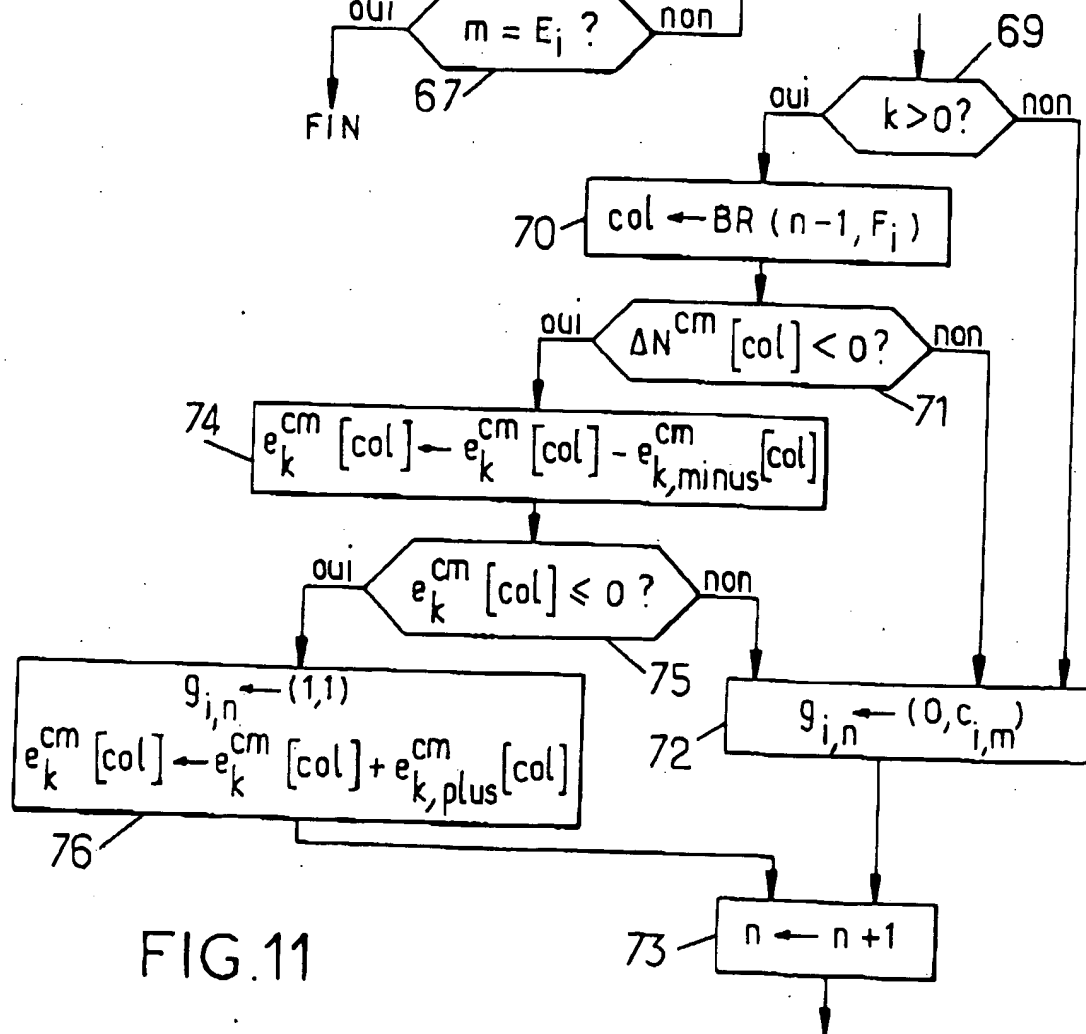 oui
m = E_i ?
non
67
FIN
69
oui
k > 0?
non
70
col ← BR (n-1, F_i)
oui
ΔN^cm [col] < 0?
non
71
74
e_k^cm [col] ← e_k^cm [col] - e_k,minus^cm [col]
oui
e_k^cm [col] ≤ 0 ?
non
75
g_i,n ← (1,1)
e_k^cm [col] ← e_k^cm [col] + e_k,plus^cm [col]
76
g_i,n ← (0, c_i,m)
72
n ← n+1
73
FIG.11